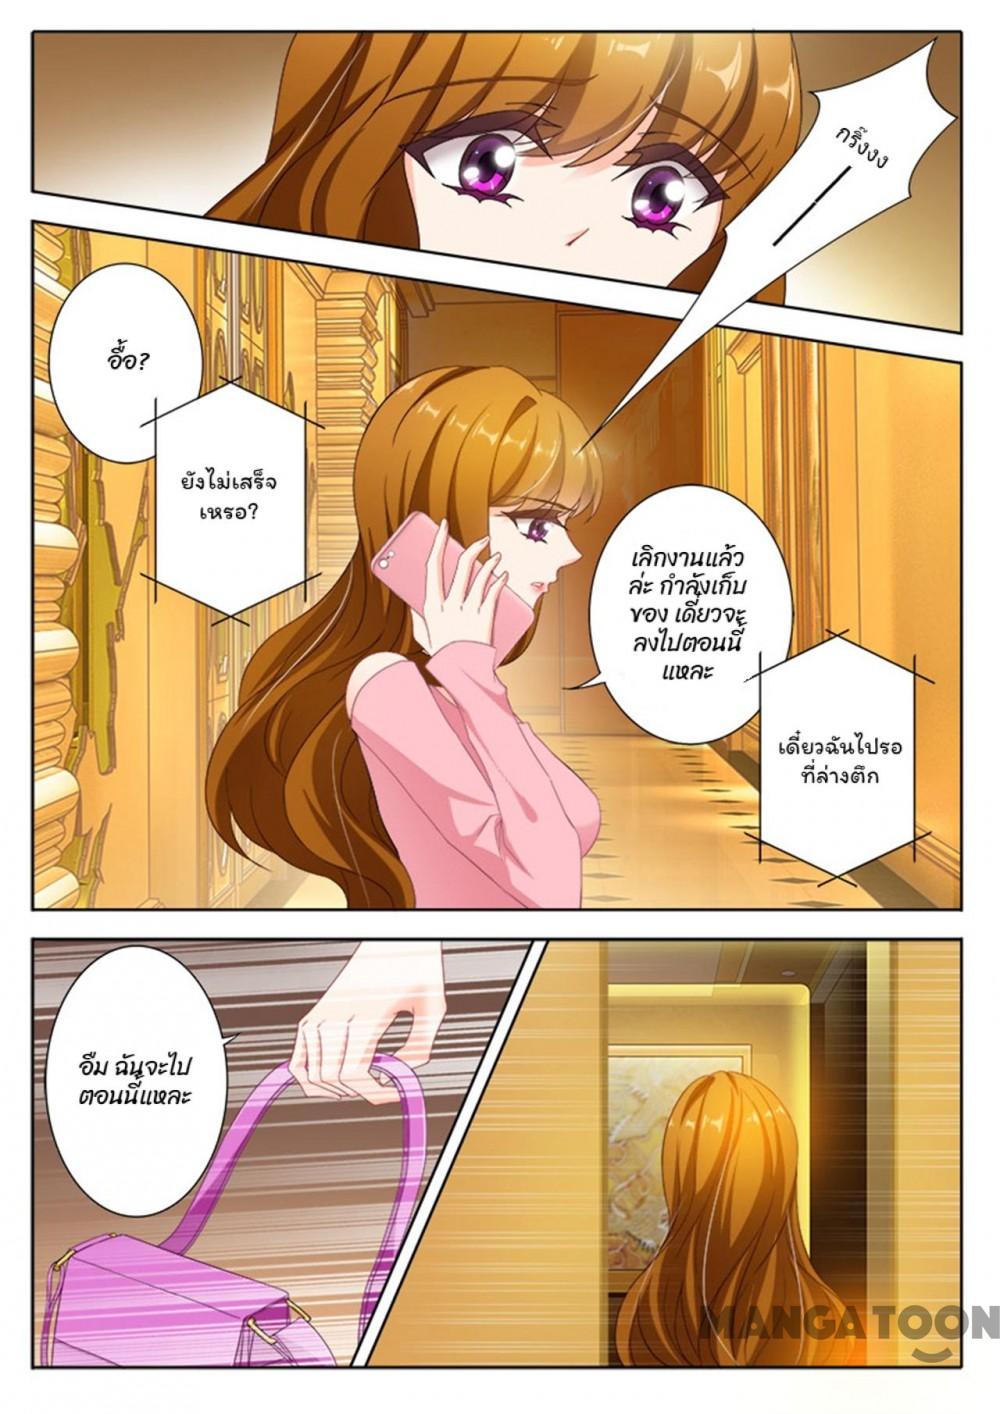 กริ๊งงง
อื้อ?
ยังไม่เสร็จ
เหรอ?
เลิกงานแล้ว
ล่ะ กำลังเก็บ
ของ เดี๋ยวจะ
ลงไปตอนนี้
แหละ
เดี๋ยวฉันไปรอ
ที่ล่างตึก
อืม ฉันจะไป
ตอนนี้แหละ
MANGATOON